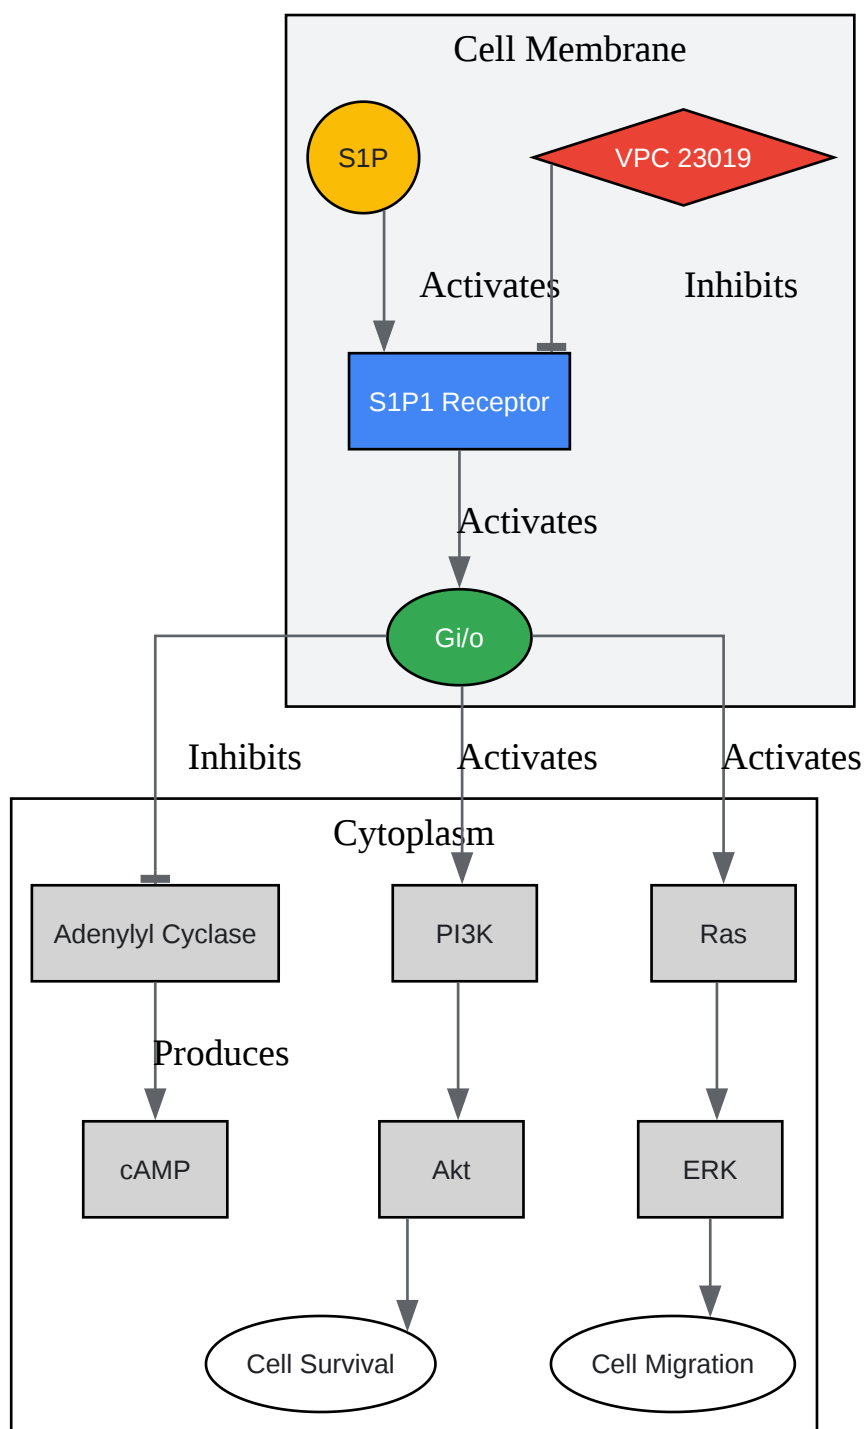 Cell Membrane
S1P
VPC 23019
Activates
Inhibits
S1P1 Receptor
Activates
Gi/o
Inhibits
Activates
Activates
Cytoplasm
Adenylyl Cyclase
PI3K
Ras
Produces
cAMP
Akt
ERK
Cell Survival
Cell Migration